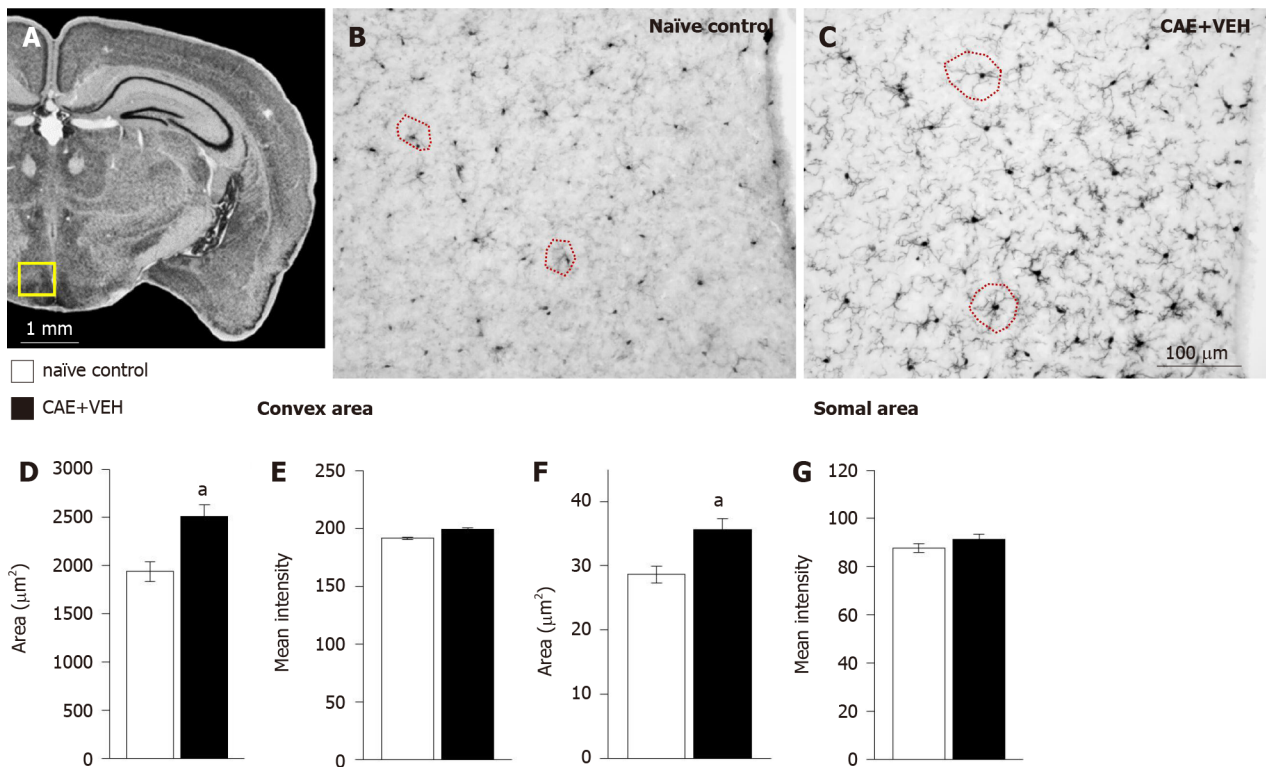 A
B
Naïve control
C
CAE+VEH
1 mm
100 μm
naïve control
CAE+VEH
Convex area
Somal area
D
3000
2500
2000
1500
1000
500
0
Area (μm²)
a
E
250
200
150
100
50
0
Mean intensity
F
40
30
20
10
0
Area (μm²)
a
G
120
100
80
60
40
20
0
Mean intensity